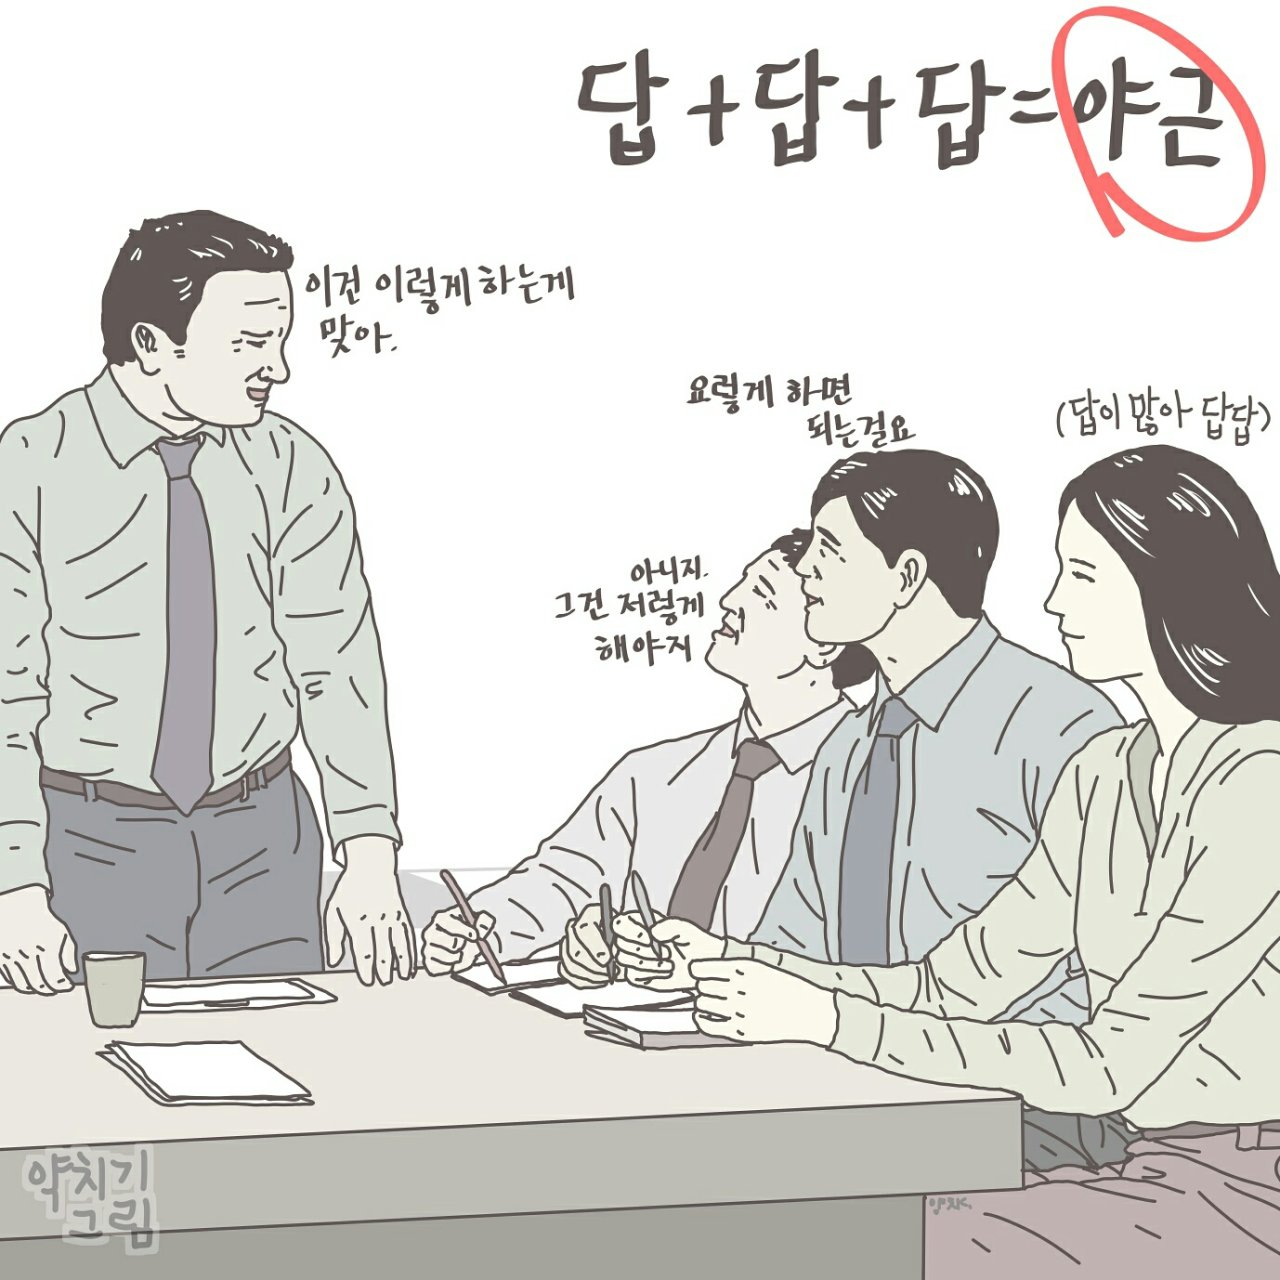 답+답+답=야근
이건 이렇게 하는게
맞아.
요렇게 하면
되는걸요
(답이 많아 답답)
아니지.
그건 저렇게
해야지
약치기
그림